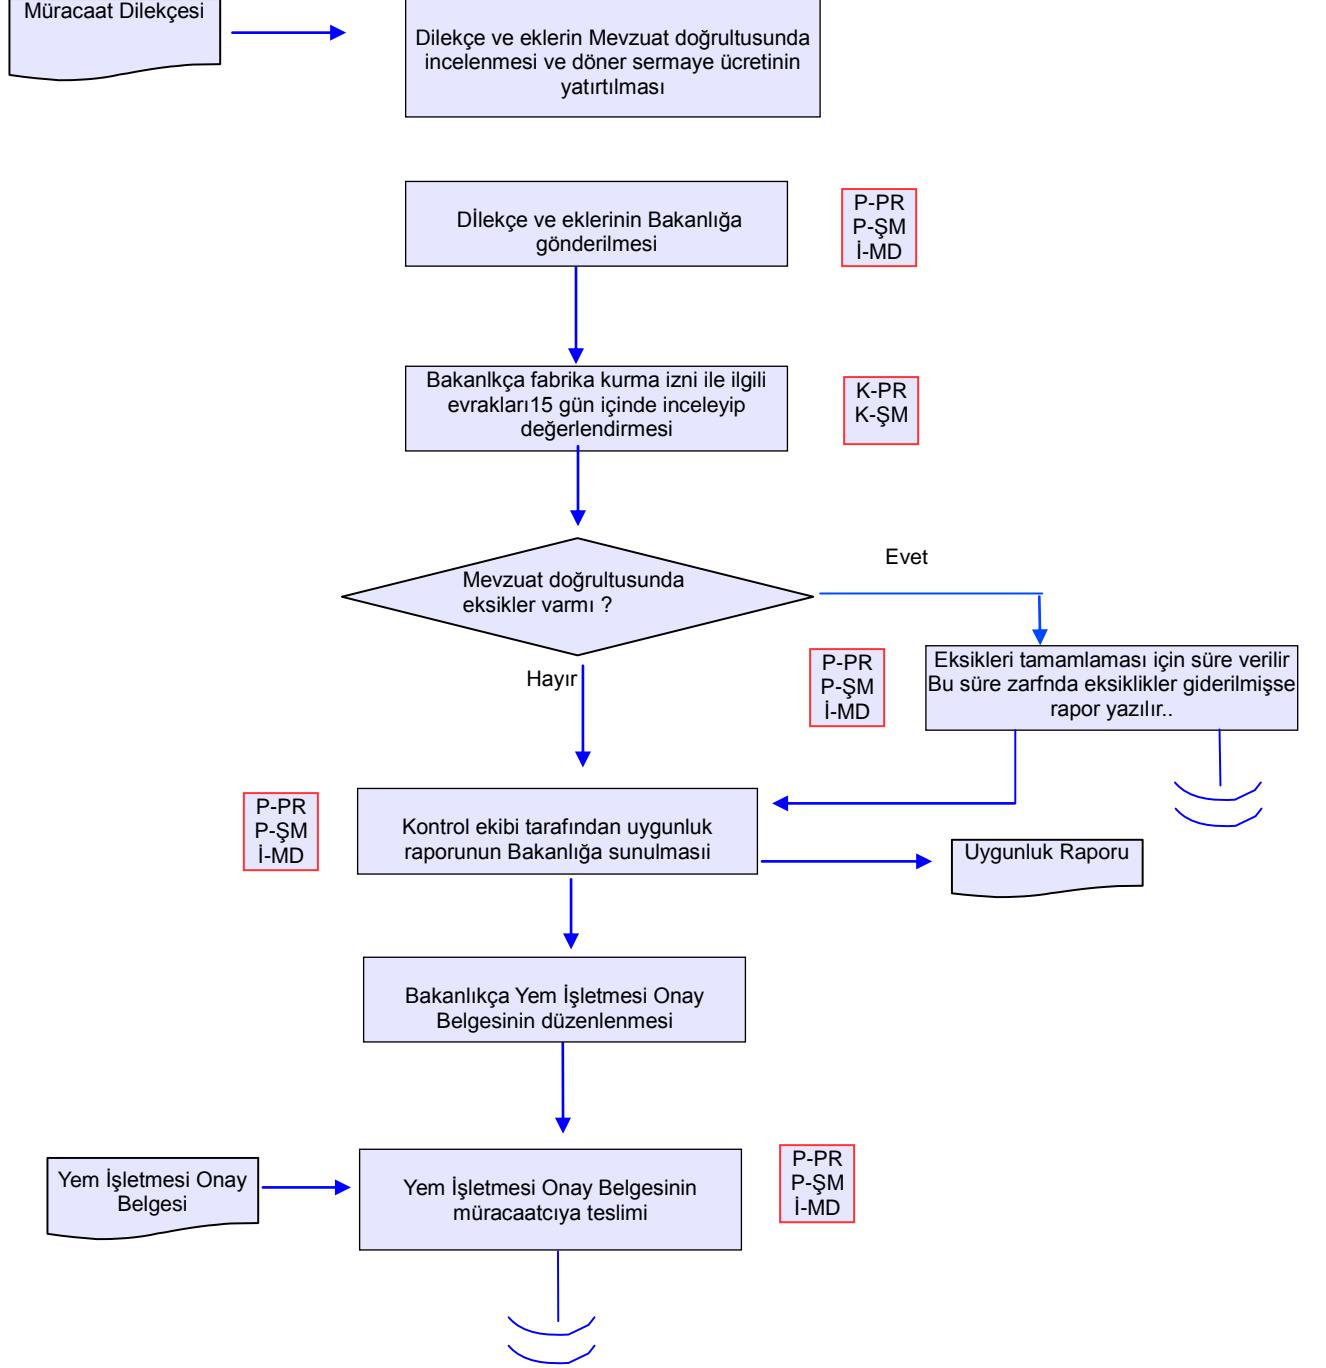 Müracaat Dilekçesi
Dilekçe ve eklerin Mevzuat doğrultusunda
incelenmesi ve döner sermaye ücretinin
yatırtılması
Dİlekçe ve eklerinin Bakanlığa
gönderilmesi
P-PR
P-ŞM
İ-MD
Bakanlkça fabrika kurma izni ile ilgili
evrakları15 gün içinde inceleyip
değerlendirmesi
K-PR
K-ŞM
Mevzuat doğrultusunda
eksikler varmı ?
Evet
Hayır
P-PR
P-ŞM
İ-MD
Eksikleri tamamlaması için süre verilir
Bu süre zarfnda eksiklikler giderilmişse
rapor yazılır..
P-PR
P-ŞM
İ-MD
Kontrol ekibi tarafından uygunluk
raporunun Bakanlığa sunulmasıi
Uygunluk Raporu
Bakanlıkça Yem İşletmesi Onay
Belgesinin düzenlenmesi
Yem İşletmesi Onay
Belgesi
Yem İşletmesi Onay Belgesinin
müracaatcıya teslimi
P-PR
P-ŞM
İ-MD